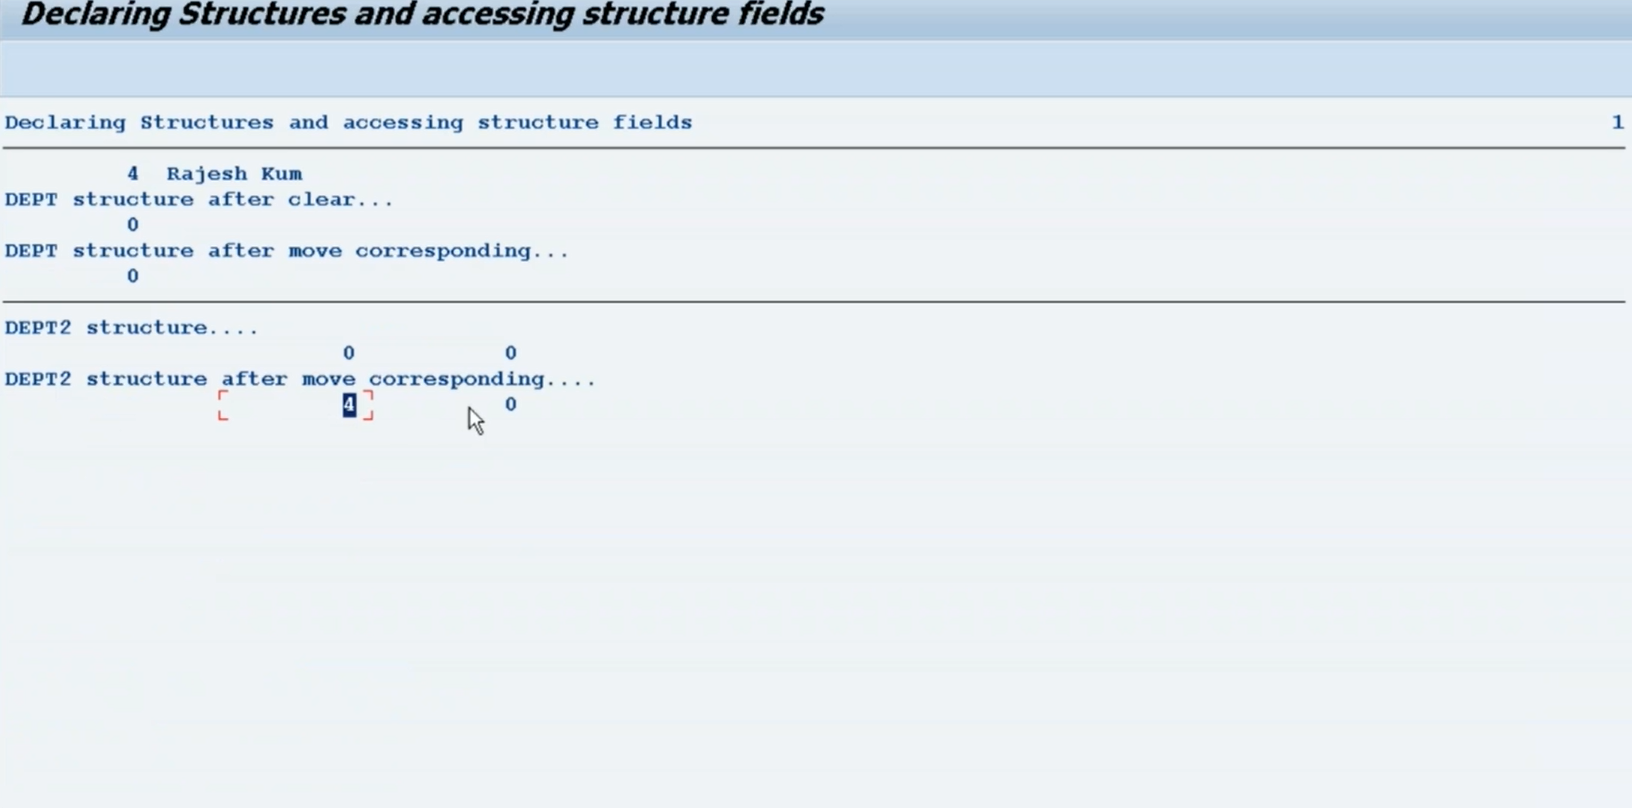 Declaring Structures and accessing structure fields
Declaring Structures and accessing structure fields 1
4 Rajesh Kum
DEPT structure after clear...
0
DEPT structure after move corresponding...
0
DEPT2 structure....
0 0
DEPT2 structure after move corresponding....
4 0